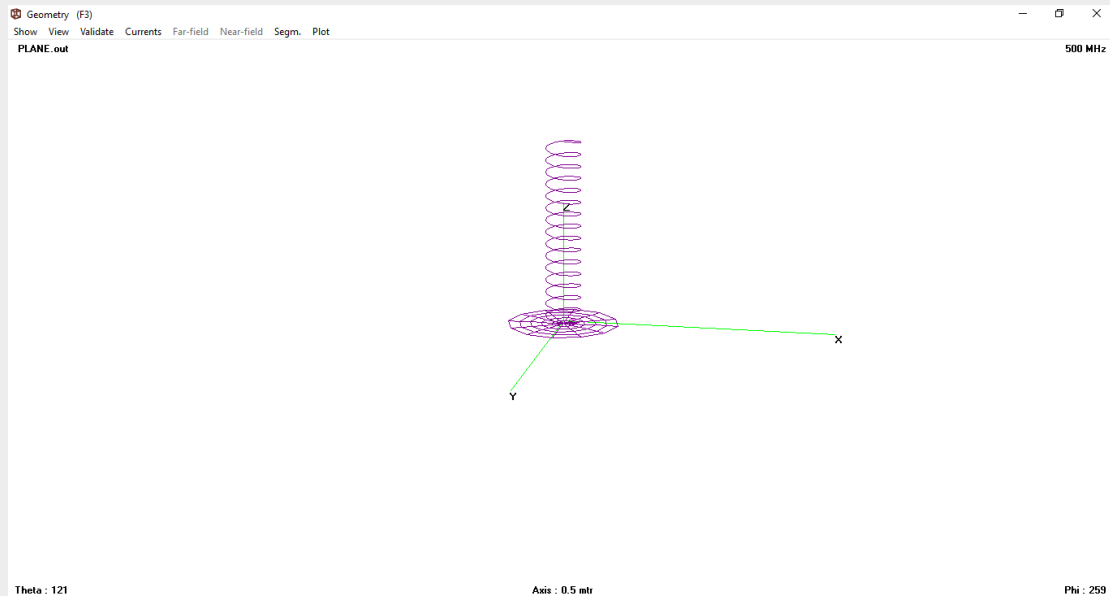 Geometry (F3)
Show View Validate Currents Far-field Near-field Segm. Plot
PLANE.out 500 MHz
Z
X
Y
Theta : 121 Axis : 0.5 mtr Phi : 259